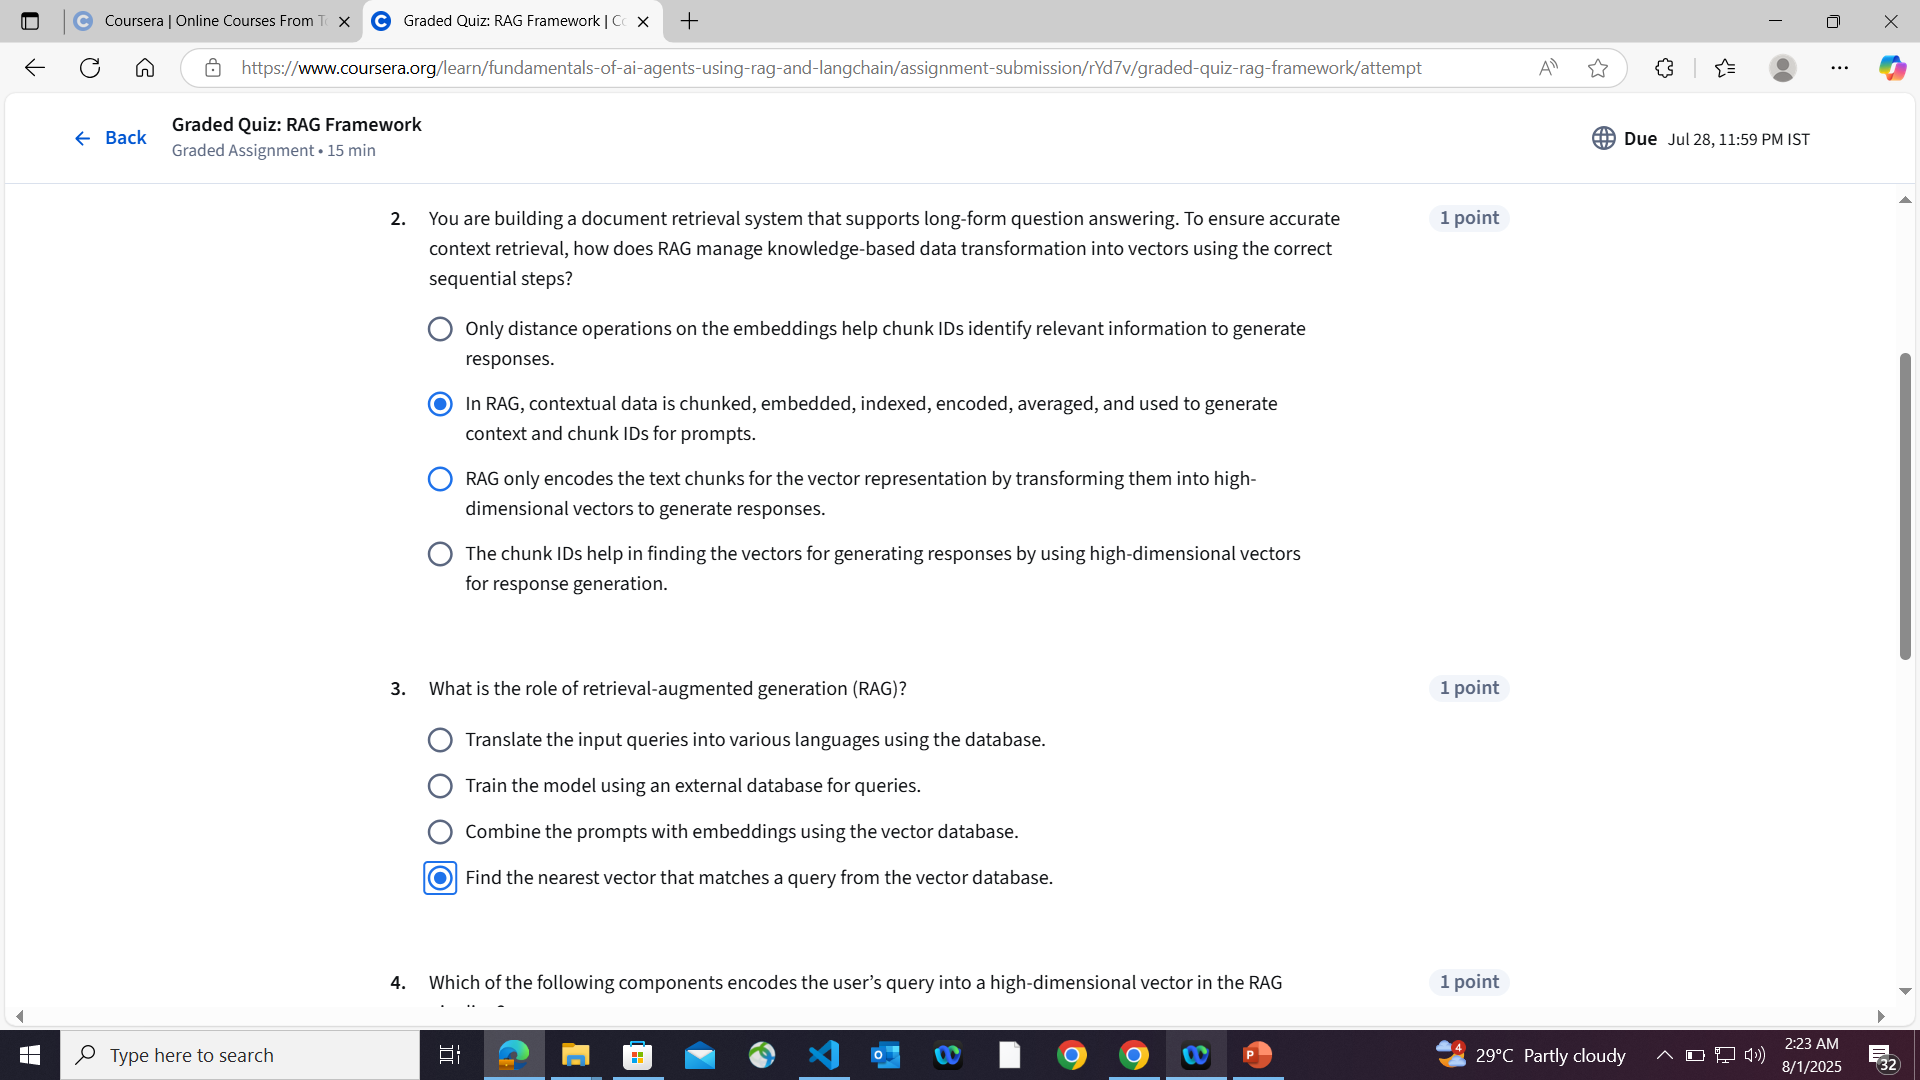 Coursera | Online Courses From T
Graded Quiz: RAG Framework | Co
https://www.coursera.org/learn/fundamentals-of-ai-agents-using-rag-and-langchain/assignment-submission/rYd7v/graded-quiz-rag-framework/attempt
Back
Graded Quiz: RAG Framework
Graded Assignment • 15 min
Due Jul 28, 11:59 PM IST
2. You are building a document retrieval system that supports long-form question answering. To ensure accurate
1 point
context retrieval, how does RAG manage knowledge-based data transformation into vectors using the correct
sequential steps?
Only distance operations on the embeddings help chunk IDs identify relevant information to generate
responses.
In RAG, contextual data is chunked, embedded, indexed, encoded, averaged, and used to generate
context and chunk IDs for prompts.
RAG only encodes the text chunks for the vector representation by transforming them into high-
dimensional vectors to generate responses.
The chunk IDs help in finding the vectors for generating responses by using high-dimensional vectors
for response generation.
3. What is the role of retrieval-augmented generation (RAG)?
1 point
Translate the input queries into various languages using the database.
Train the model using an external database for queries.
Combine the prompts with embeddings using the vector database.
Find the nearest vector that matches a query from the vector database.
4. Which of the following components encodes the user’s query into a high-dimensional vector in the RAG
1 point
Type here to search
4
29°C Partly cloudy
2:23 AM
8/1/2025
32